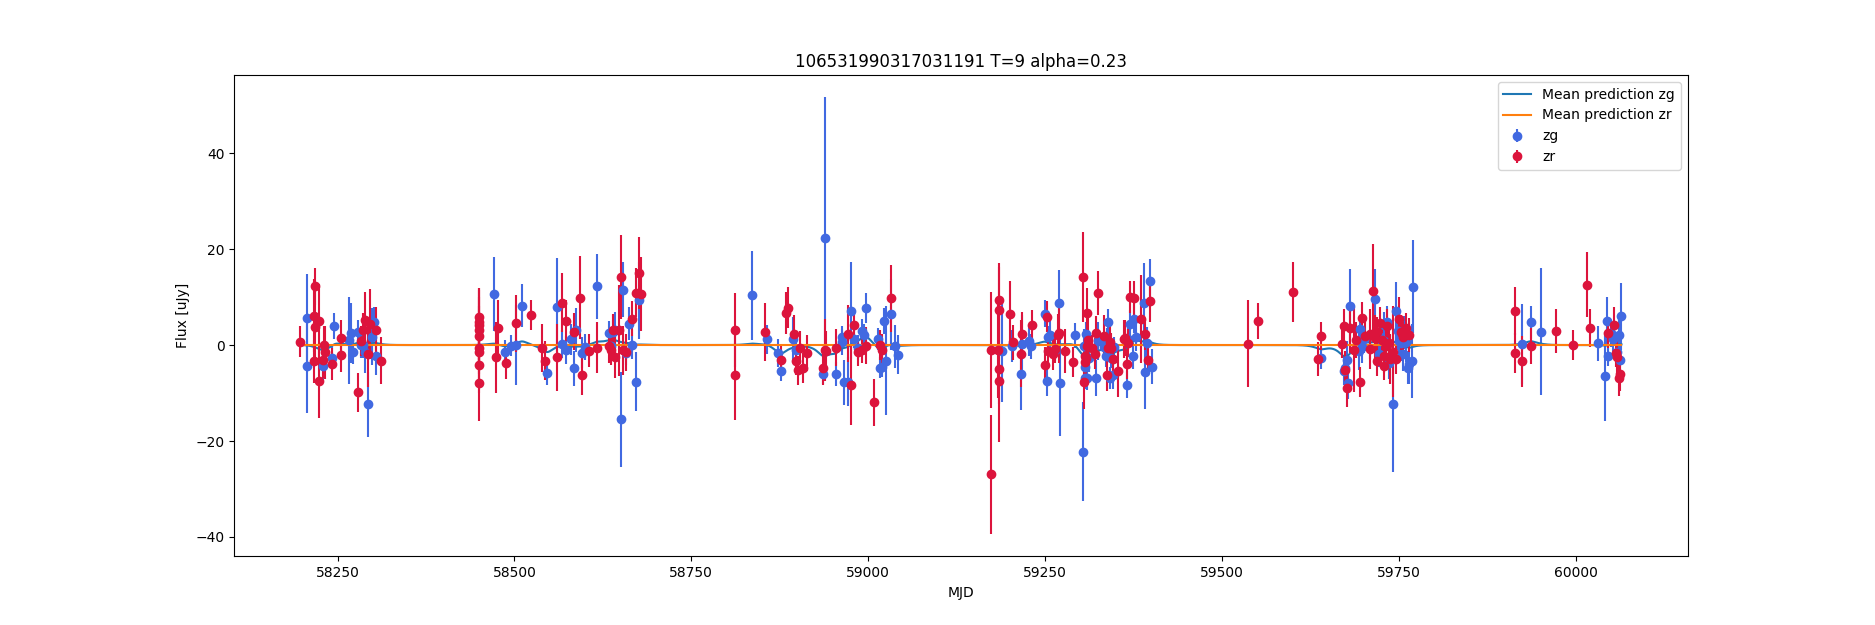 106531990317031191 T=9 alpha=0.23
Mean prediction zg
Mean prediction zr
zg
zr
Flux [uJy]
40
20
0
−20
−40
58250 58500 58750 59000 59250 59500 59750 60000
MJD